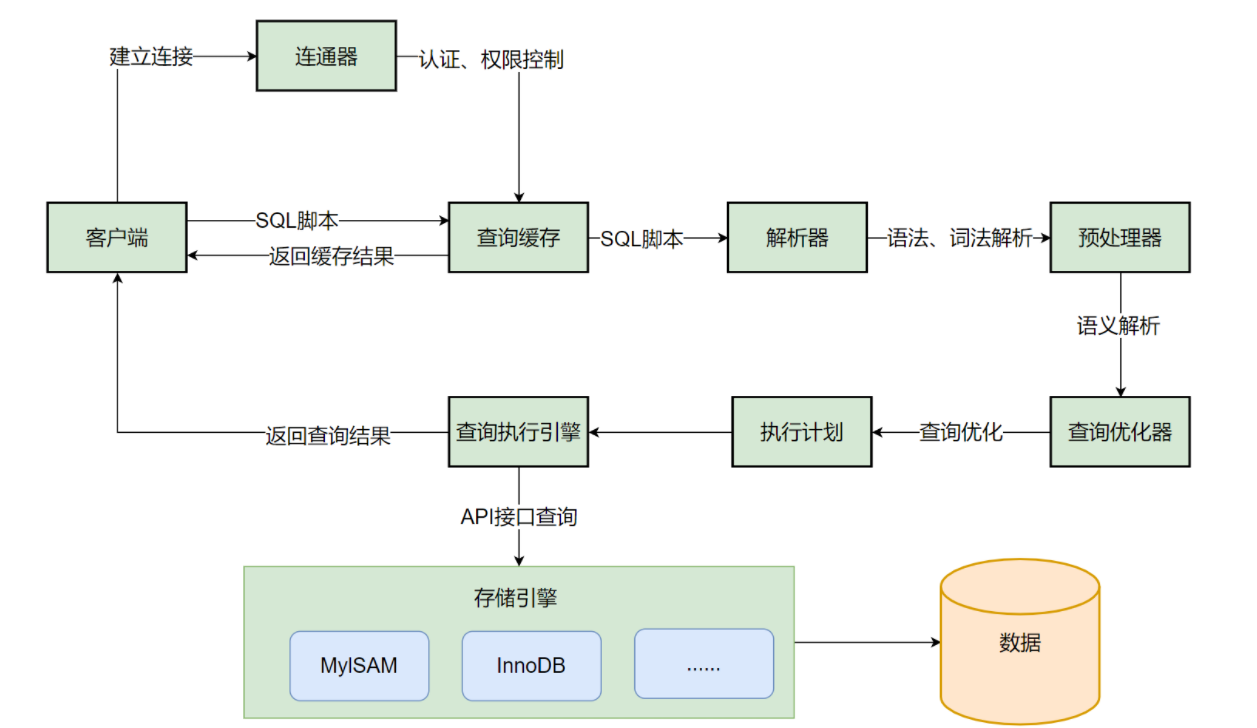 建立连接
连通器
认证、权限控制
客户端
SQL脚本
返回缓存结果
查询缓存
SQL脚本
解析器
语法、词法解析
预处理器
语义解析
返回查询结果
查询执行引擎
执行计划
查询优化
查询优化器
API接口查询
存储引擎
MyISAM
InnoDB
......
数据